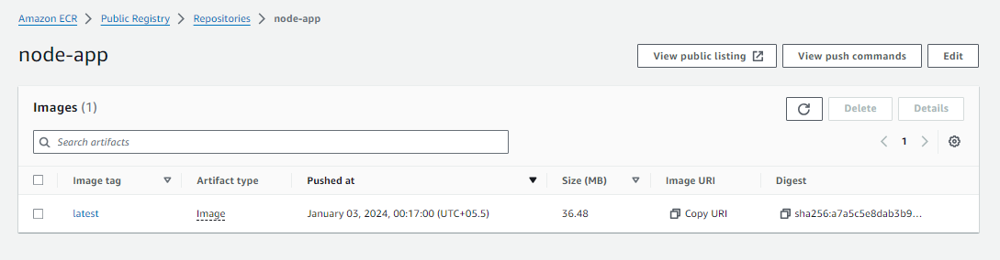 Amazon ECR > Public Registry > Repositories > node-app
node-app
View public listing View push commands Edit
Images (1)
Delete Details
Search artifacts
1
Image tag Artifact type Pushed at Size (MB) Image URI Digest
latest Image January 03, 2024, 00:17:00 (UTC+05.5) 36.48 Copy URI sha256:a7a5c5e8dab3b9...